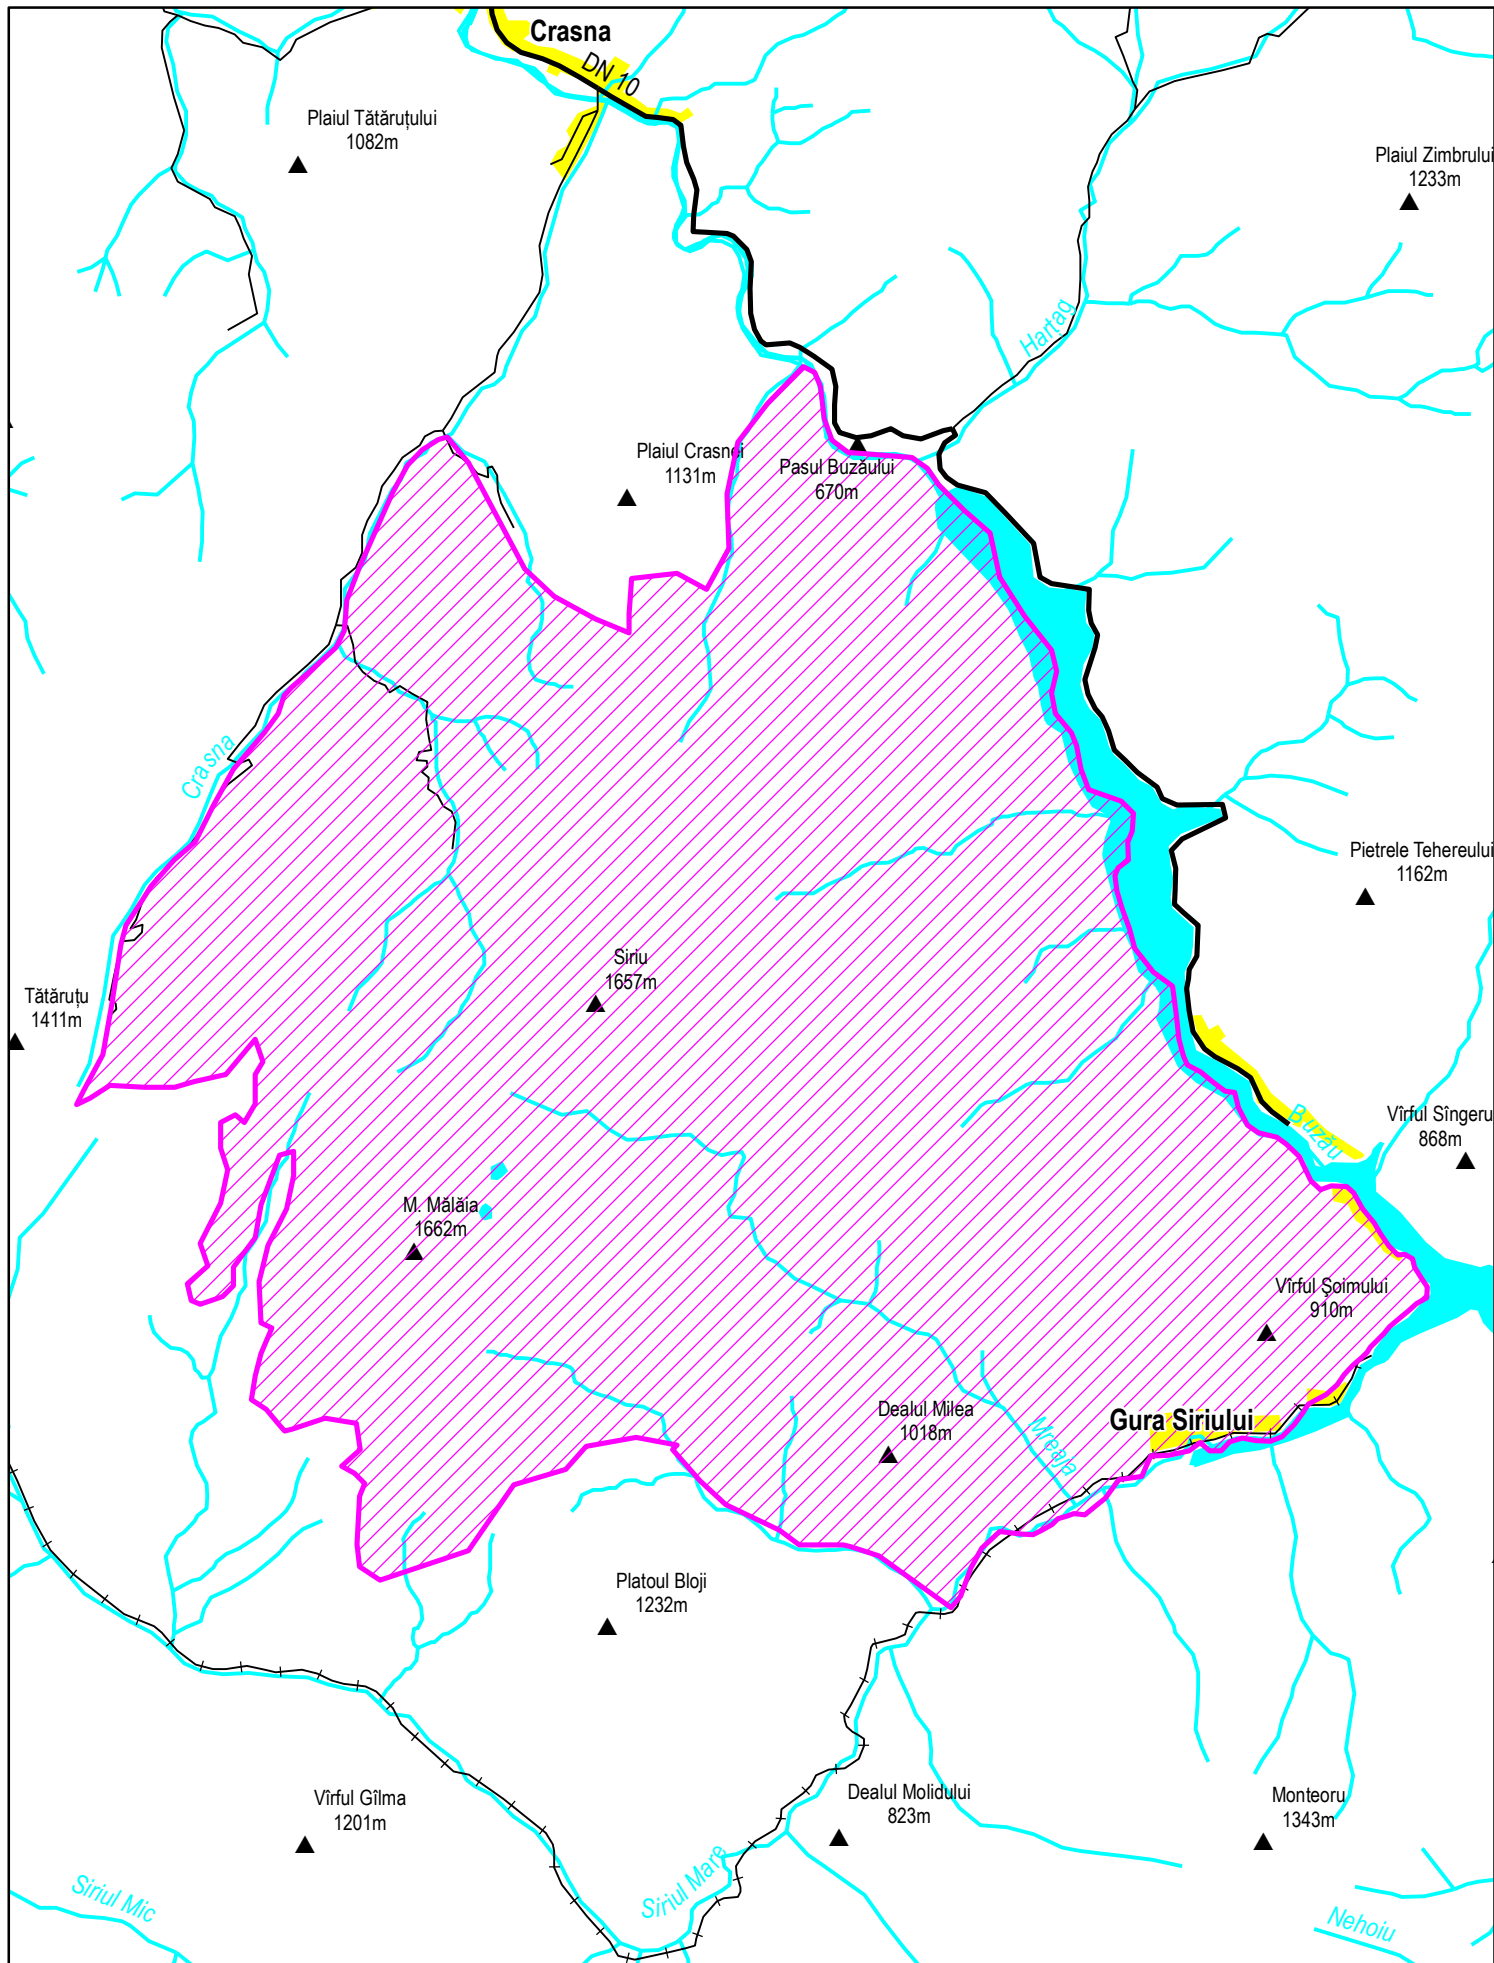 Crasna
DN 10
Plaiul Tătăruțului
1082m
Plaiul Zimbrului
1233m
Harțag
Plaiul Crasnei
1131m
Pasul Buzăului
670m
Crasna
Pietrele Tehereului
1162m
Siriu
1657m
Tătăruțu
1411m
Buzău
Vîrful Sîngeru
868m
M. Mălăia
1662m
Vîrful Şoimului
910m
Dealul Milea
1018m
Mreaja
Gura Siriului
Platoul Bloji
1232m
Vîrful Gîlma
1201m
Dealul Molidului
823m
Monteoru
1343m
Siriul Mic
Siriul Mare
Nehoiu